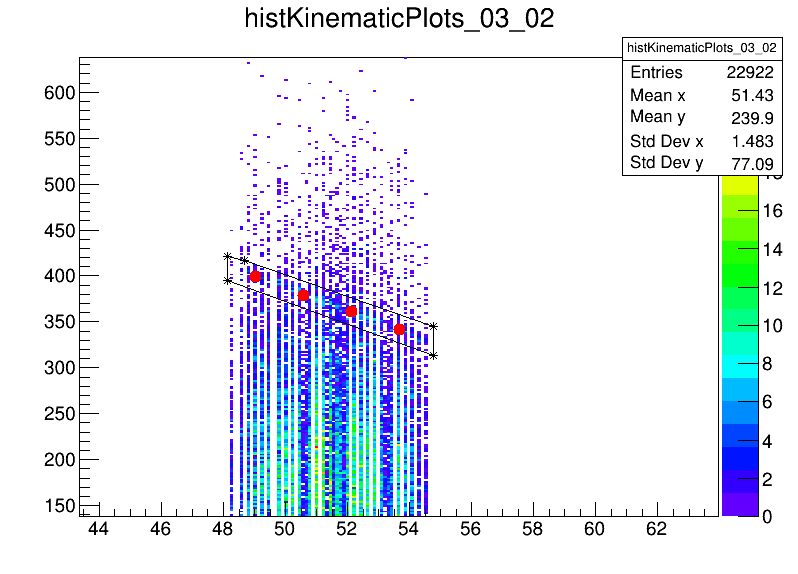 histKinematicPlots_03_02
histKinematicPlots_03_02
Entries 22922
Mean x 51.43
Mean y 239.9
Std Dev x 1.483
Std Dev y 77.09
600
550
500
450
400
350
300
250
200
150
44 46 48 50 52 54 56 58 60 62
16
14
12
10
8
6
4
2
0